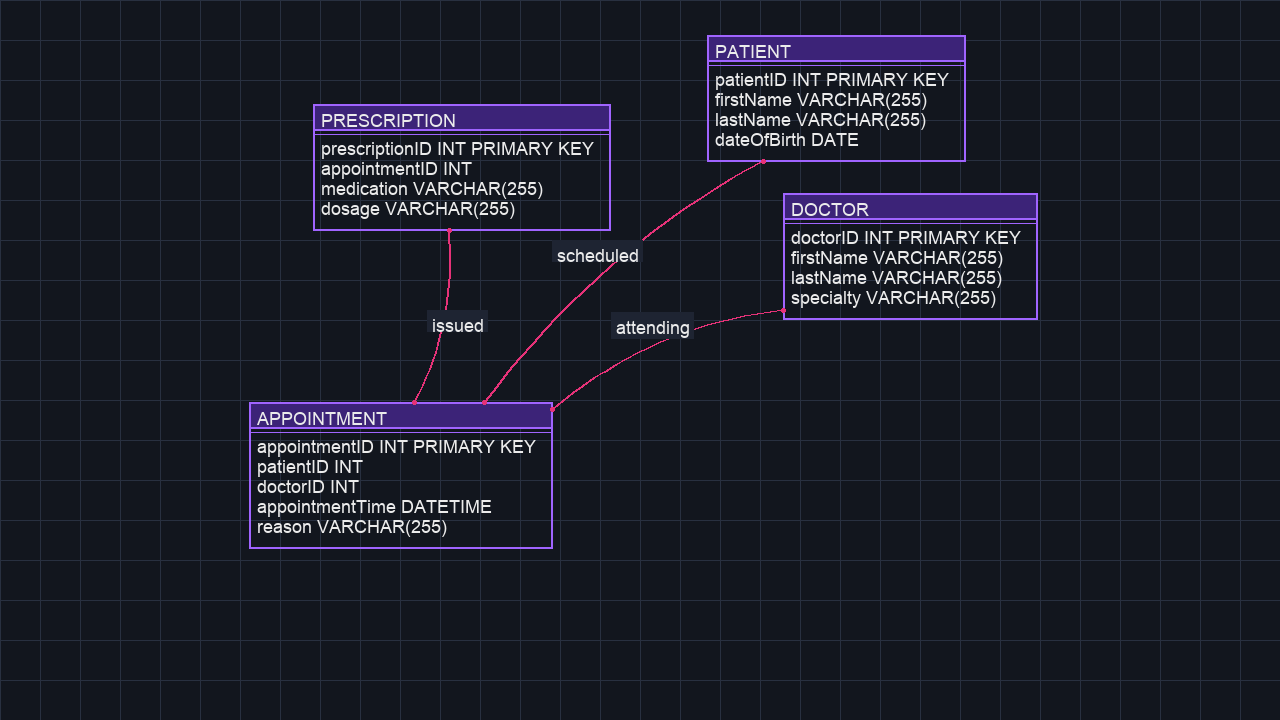 PATIENT
patientID INT PRIMARY KEY
firstName VARCHAR(255)
lastName VARCHAR(255)
dateOfBirth DATE
PRESCRIPTION
prescriptionID INT PRIMARY KEY
appointmentID INT
medication VARCHAR(255)
dosage VARCHAR(255)
DOCTOR
doctorID INT PRIMARY KEY
firstName VARCHAR(255)
lastName VARCHAR(255)
specialty VARCHAR(255)
scheduled
issued
attending
APPOINTMENT
appointmentID INT PRIMARY KEY
patientID INT
doctorID INT
appointmentTime DATETIME
reason VARCHAR(255)